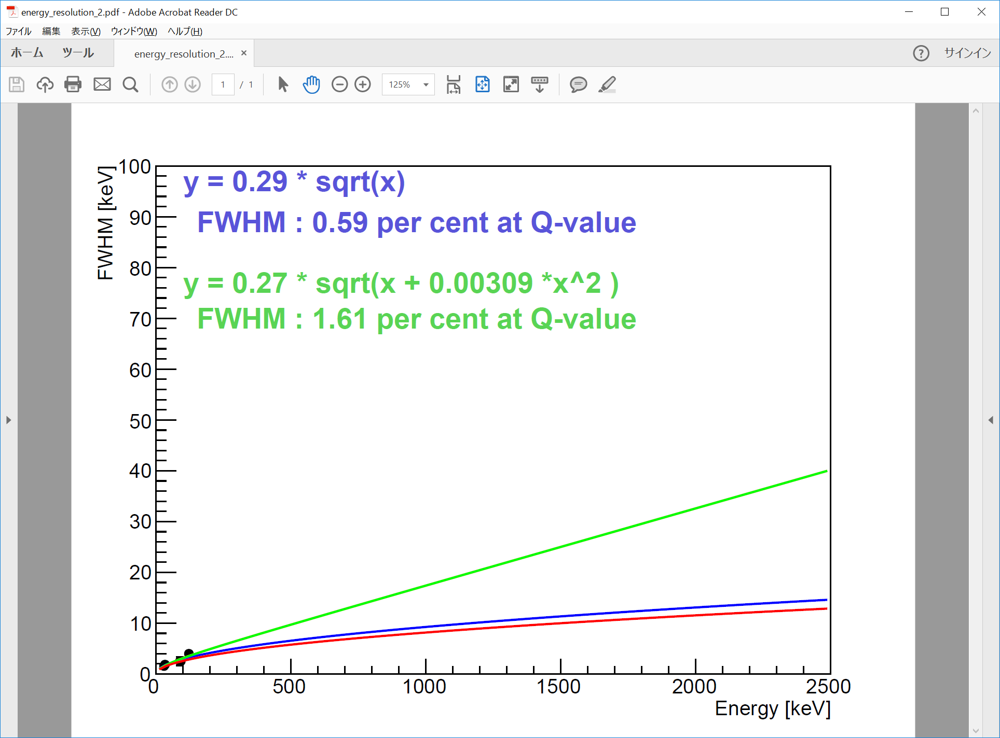 energy_resolution_2.pdf - Adobe Acrobat Reader DC
ファイル 編集 表示(V) ウィンドウ(W) ヘルプ(H)
ホーム ツール energy_resolution_2.... × ? サインイン
1 / 1 125%
FWHM [keV]
100
90
80
70
60
50
40
30
20
10
0
y = 0.29 * sqrt(x)
FWHM : 0.59 per cent at Q-value
y = 0.27 * sqrt(x + 0.00309 *x^2 )
FWHM : 1.61 per cent at Q-value
0 500 1000 1500 2000 2500
Energy [keV]